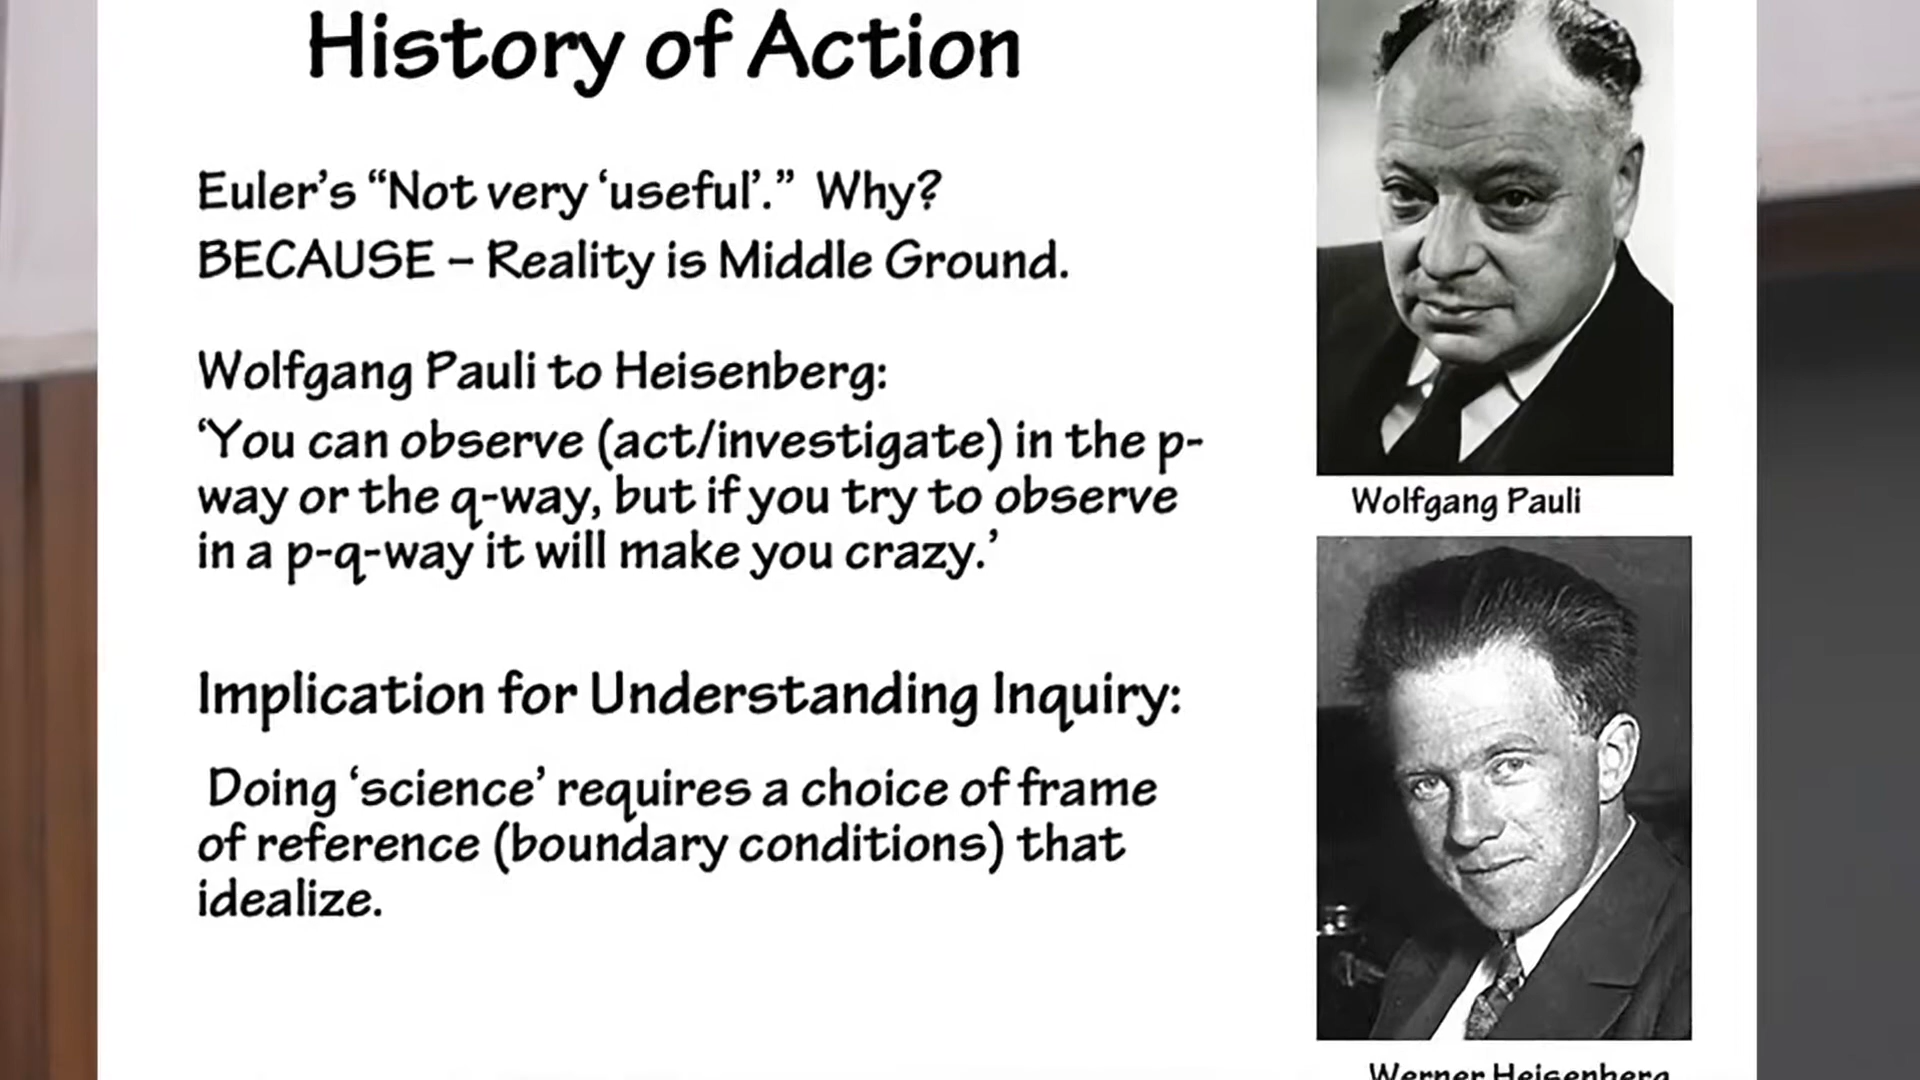 History of Action
Euler's “Not very ‘useful’.” Why?
BECAUSE – Reality is Middle Ground.
Wolfgang Pauli to Heisenberg:
‘You can observe (act/investigate) in the p-
way or the q-way, but if you try to observe
in a p-q-way it will make you crazy.’
Implication for Understanding Inquiry:
Doing ‘science’ requires a choice of frame
of reference (boundary conditions) that
idealize.
Wolfgang Pauli
Werner Heisenberg